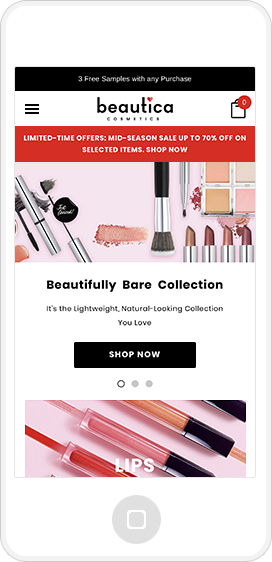 3 Free Samples with any Purchase
beautica
COSMETICS
0
LIMITED-TIME OFFERS: MID-SEASON SALE UP TO 70% OFF ON
SELECTED ITEMS. SHOP NOW
Beautifully Bare Collection
It's the Lightweight, Natural-Looking Collection
You Love
SHOP NOW
LIPS